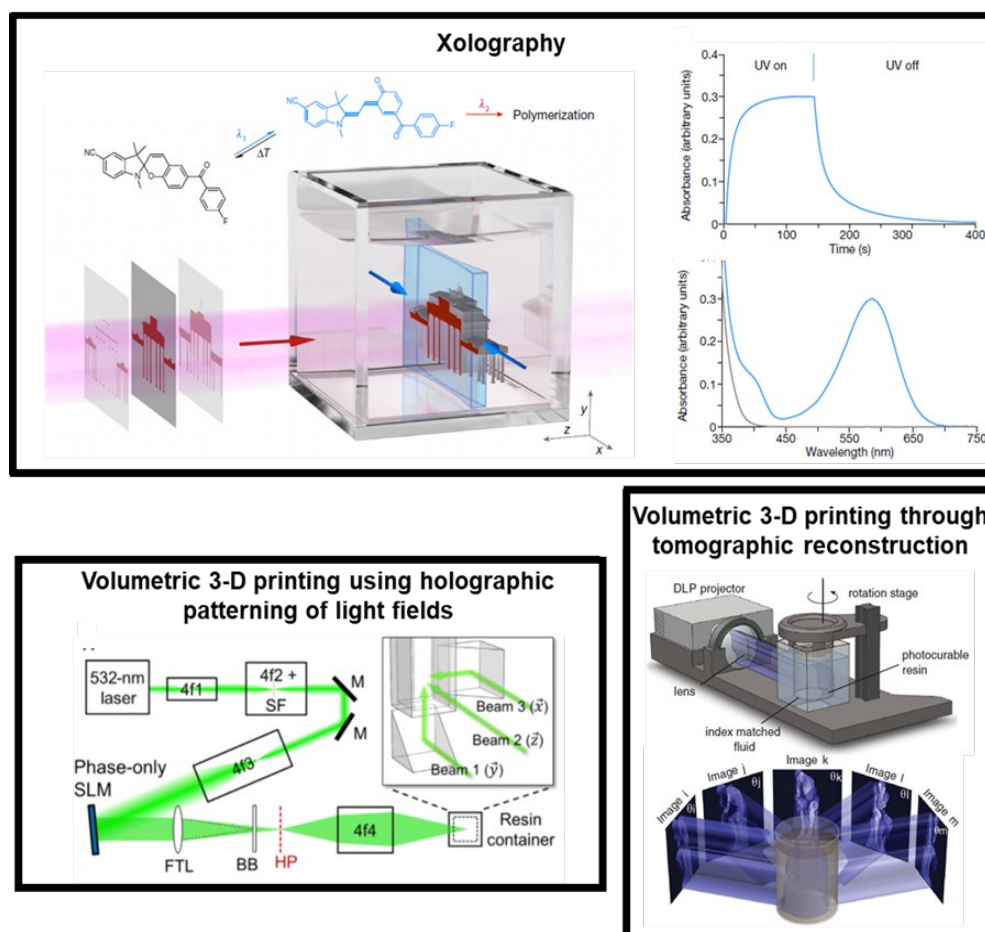 Xolography
NC
N
O
O
F
λ₁
ΔT
NC
N
O
O
F
λ₂
Polymerization
y
z
x
Absorbance (arbitrary units)
0.4
0.3
0.2
0.1
0
UV on
UV off
0
100
200
300
400
Time (s)
Absorbance (arbitrary units)
0.3
0.2
0.1
0
350
450
550
650
750
Wavelength (nm)
Volumetric 3-D printing using holographic
patterning of light fields
532-nm
laser
4f1
4f2 +
SF
M
M
4f3
Phase-only
SLM
FTL
BB
HP
4f4
Resin
container
Beam 3 (x⃗)
Beam 2 (z⃗)
Beam 1 (y⃗)
Volumetric 3-D printing through
tomographic reconstruction
DLP projector
rotation stage
lens
photocurable
resin
index matched
fluid
Image i
Image j
Image k
Image l
Image m
θi
θj
θk
θl
θm